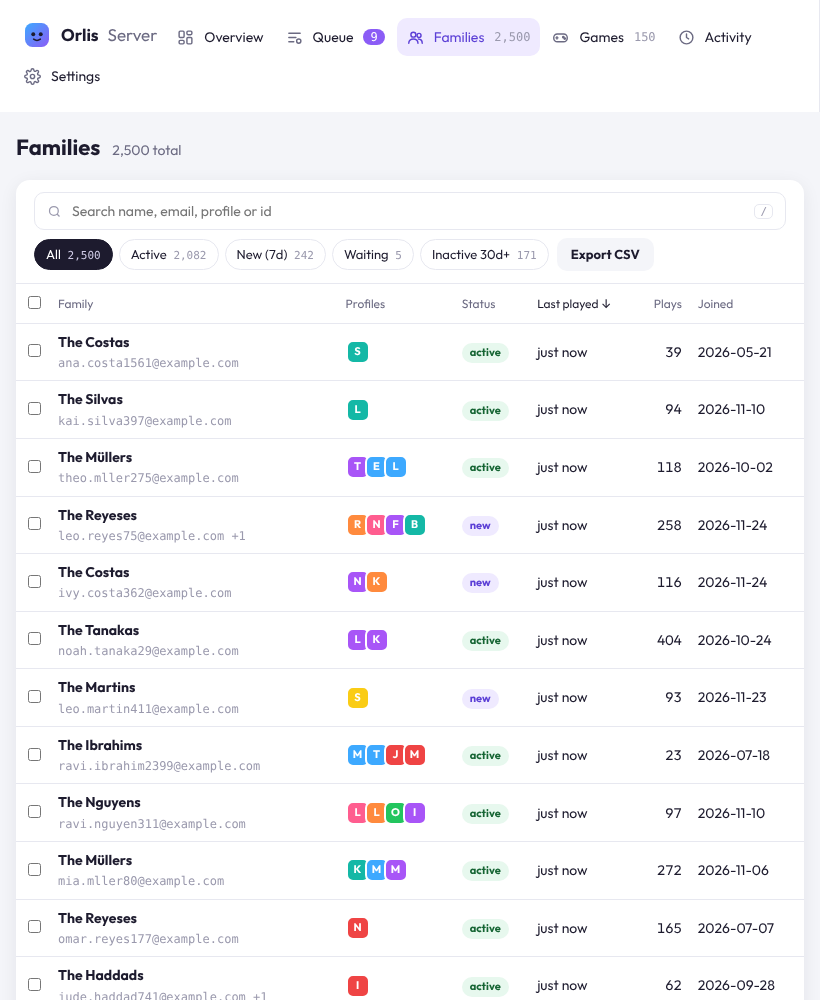 Orlis Server
Overview
Queue 9
Families 2,500
Games 150
Activity
Settings
Families 2,500 total
Search name, email, profile or id /
All 2,500 Active 2,082 New (7d) 242 Waiting 5 Inactive 30d+ 171 Export CSV
Family Profiles Status Last played ↓ Plays Joined
The Costas S active just now 39 2026-05-21
ana.costa1561@example.com
The Silvas L active just now 94 2026-11-10
kai.silva397@example.com
The Müllers T E L active just now 118 2026-10-02
theo.mller275@example.com
The Reyeses R N F B new just now 258 2026-11-24
leo.reyes75@example.com +1
The Costas N K new just now 116 2026-11-24
ivy.costa362@example.com
The Tanakas L K active just now 404 2026-10-24
noah.tanaka29@example.com
The Martins S new just now 93 2026-11-23
leo.martin411@example.com
The Ibrahims M T J M active just now 23 2026-07-18
ravi.ibrahim2399@example.com
The Nguyens L L O I active just now 97 2026-11-10
ravi.nguyen311@example.com
The Müllers K M M active just now 272 2026-11-06
mia.mller80@example.com
The Reyeses N active just now 165 2026-07-07
omar.reyes177@example.com
The Haddads I active just now 62 2026-09-28
jude.haddad741@example.com +1